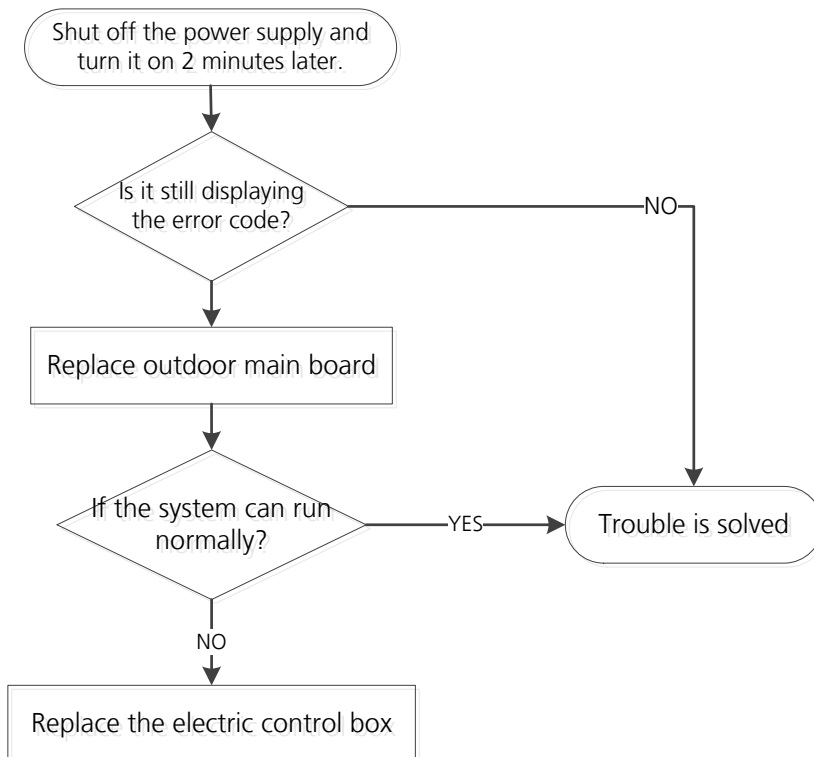 Shut off the power supply and
turn it on 2 minutes later.
Is it still displaying
the error code?
NO
Replace outdoor main board
If the system can run
normally?
YES
Trouble is solved
NO
Replace the electric control box